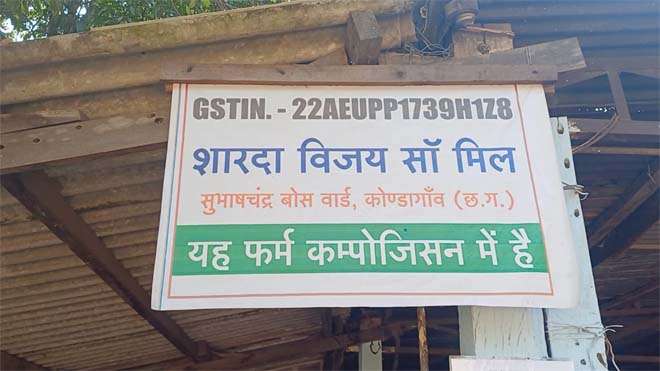 GSTIN. - 22AEUPP1739H1Z8
शारदा विजय सॉ मिल
सुभाषचंद्र बोस वार्ड, कोण्डागाँव (छ.ग.)
यह फर्म कम्पोजिसन में है